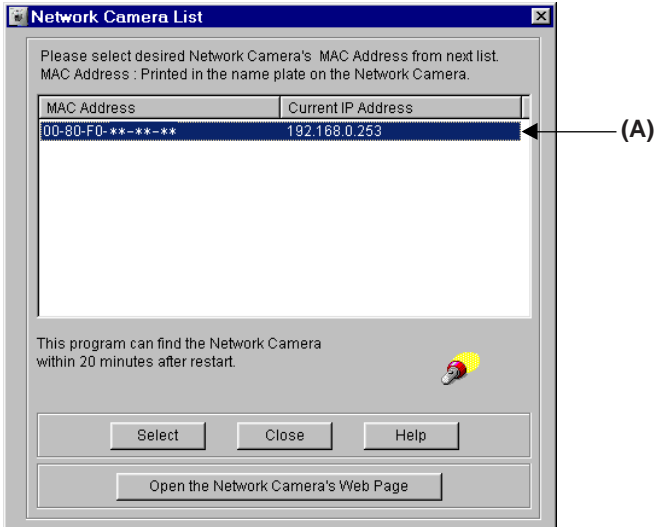 Network Camera List
Please select desired Network Camera's MAC Address from next list.
MAC Address : Printed in the name plate on the Network Camera.
MAC Address Current IP Address
00-80-F0-**-**-** 192.168.0.253
(A)
This program can find the Network Camera
within 20 minutes after restart.
Select Close Help
Open the Network Camera's Web Page